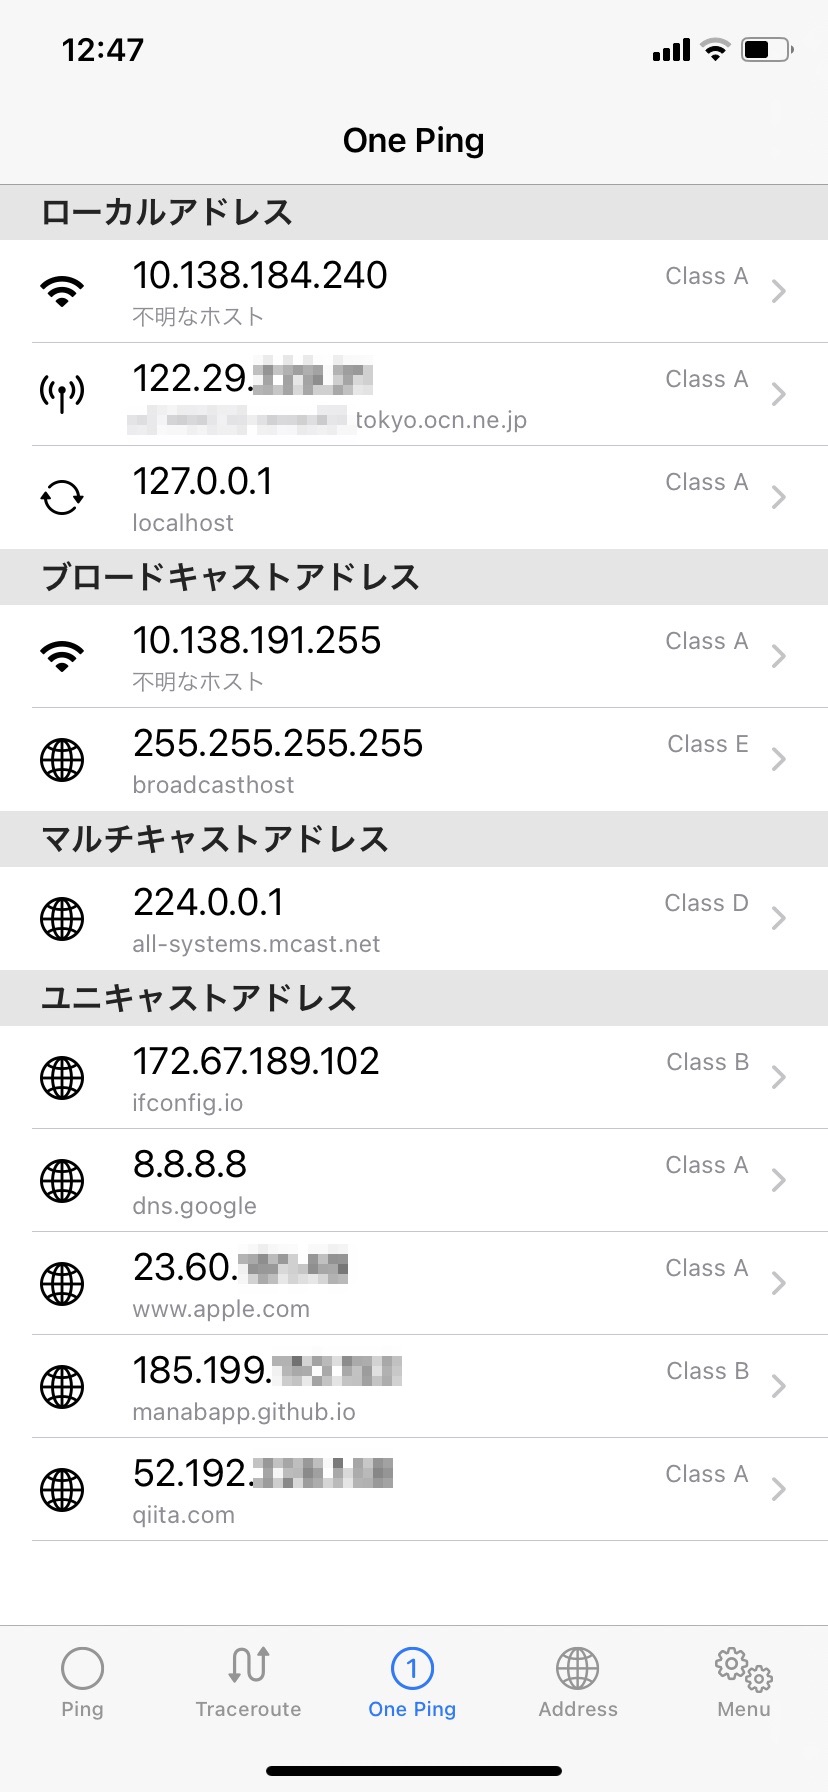 12:47
One Ping
ローカルアドレス
10.138.184.240 Class A
不明なホスト
122.29. Class A
tokyo.ocn.ne.jp
127.0.0.1 Class A
localhost
ブロードキャストアドレス
10.138.191.255 Class A
不明なホスト
255.255.255.255 Class E
broadcasthost
マルチキャストアドレス
224.0.0.1 Class D
all-systems.mcast.net
ユニキャストアドレス
172.67.189.102 Class B
ifconfig.io
8.8.8.8 Class A
dns.google
23.60. Class A
www.apple.com
185.199. Class B
manabapp.github.io
52.192. Class A
qiita.com
1
Ping Traceroute One Ping Address Menu